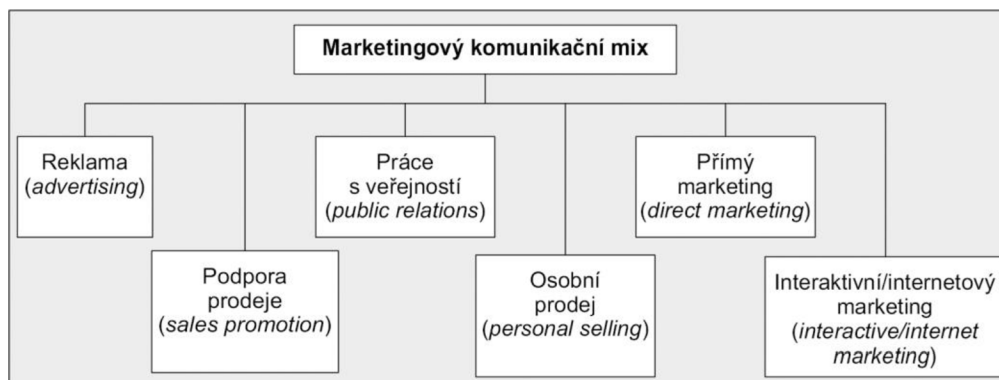 Marketingový komunikační mix
Reklama
(advertising)
Práce
s veřejností
(public relations)
Přímý
marketing
(direct marketing)
Podpora
prodeje
(sales promotion)
Osobní
prodej
(personal selling)
Interaktivní/internetový
marketing
(interactive/internet
marketing)